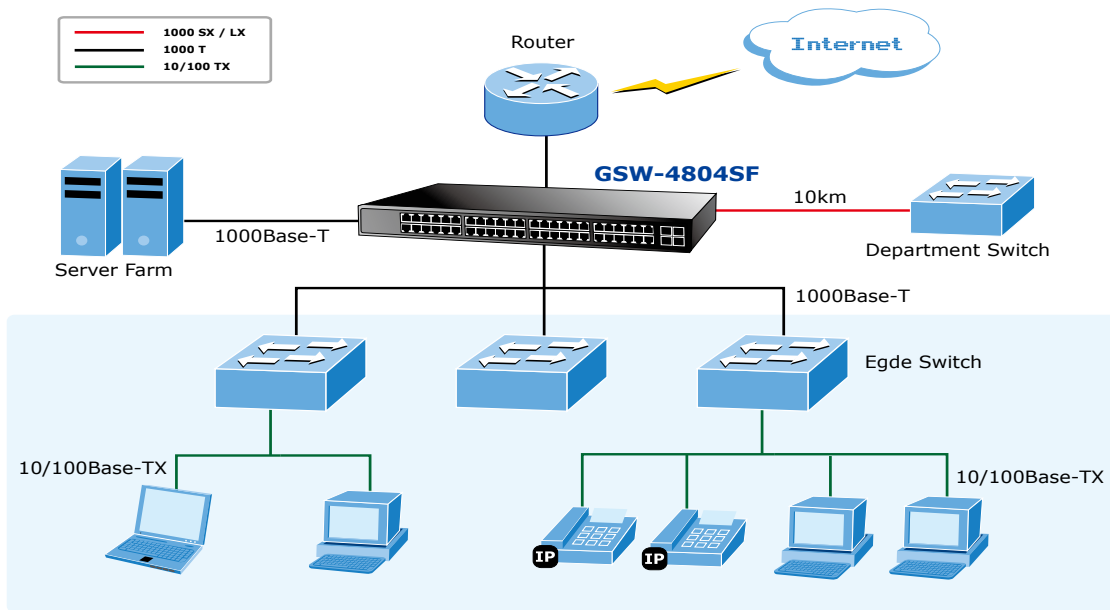 1000 SX / LX
1000 T
10/100 TX
Router
Internet
GSW-4804SF
10km
1000Base-T
Server Farm
Department Switch
1000Base-T
Egde Switch
10/100Base-TX
10/100Base-TX
IP
IP